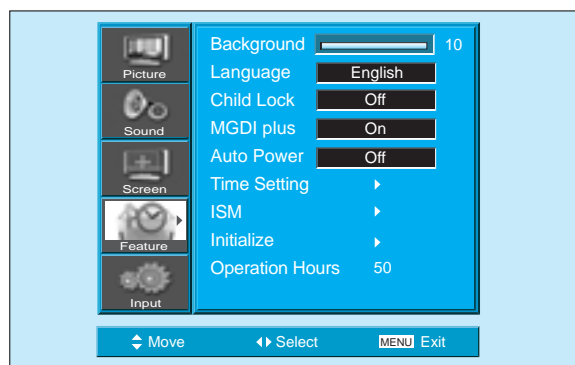 Picture
Sound
Screen
Feature
Input
Background 10
Language English
Child Lock Off
MGDI plus On
Auto Power Off
Time Setting
ISM
Initialize
Operation Hours 50
Move Select MENU Exit